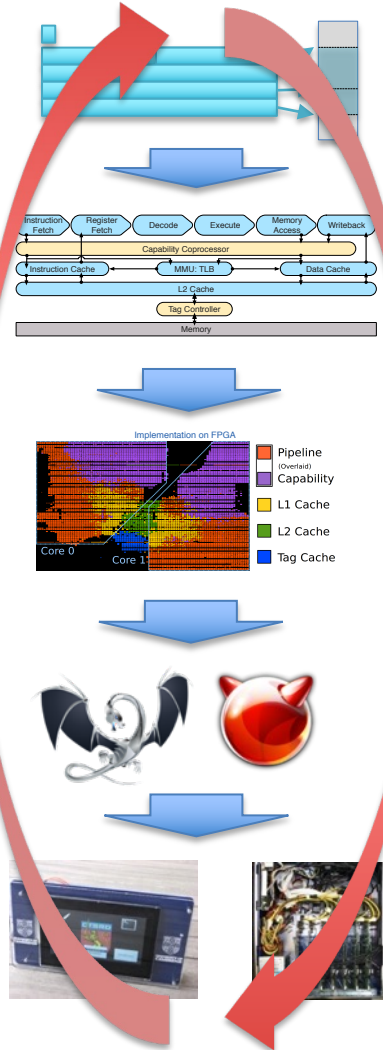 Instruction
Fetch
Register
Fetch
Decode
Execute
Memory
Access
Writeback
Capability Coprocessor
Instruction Cache
MMU: TLB
Data Cache
L2 Cache
Tag Controller
Memory
Implementation on FPGA
Pipeline
(Overlaid)
Capability
L1 Cache
L2 Cache
Tag Cache
Core 0
Core 1